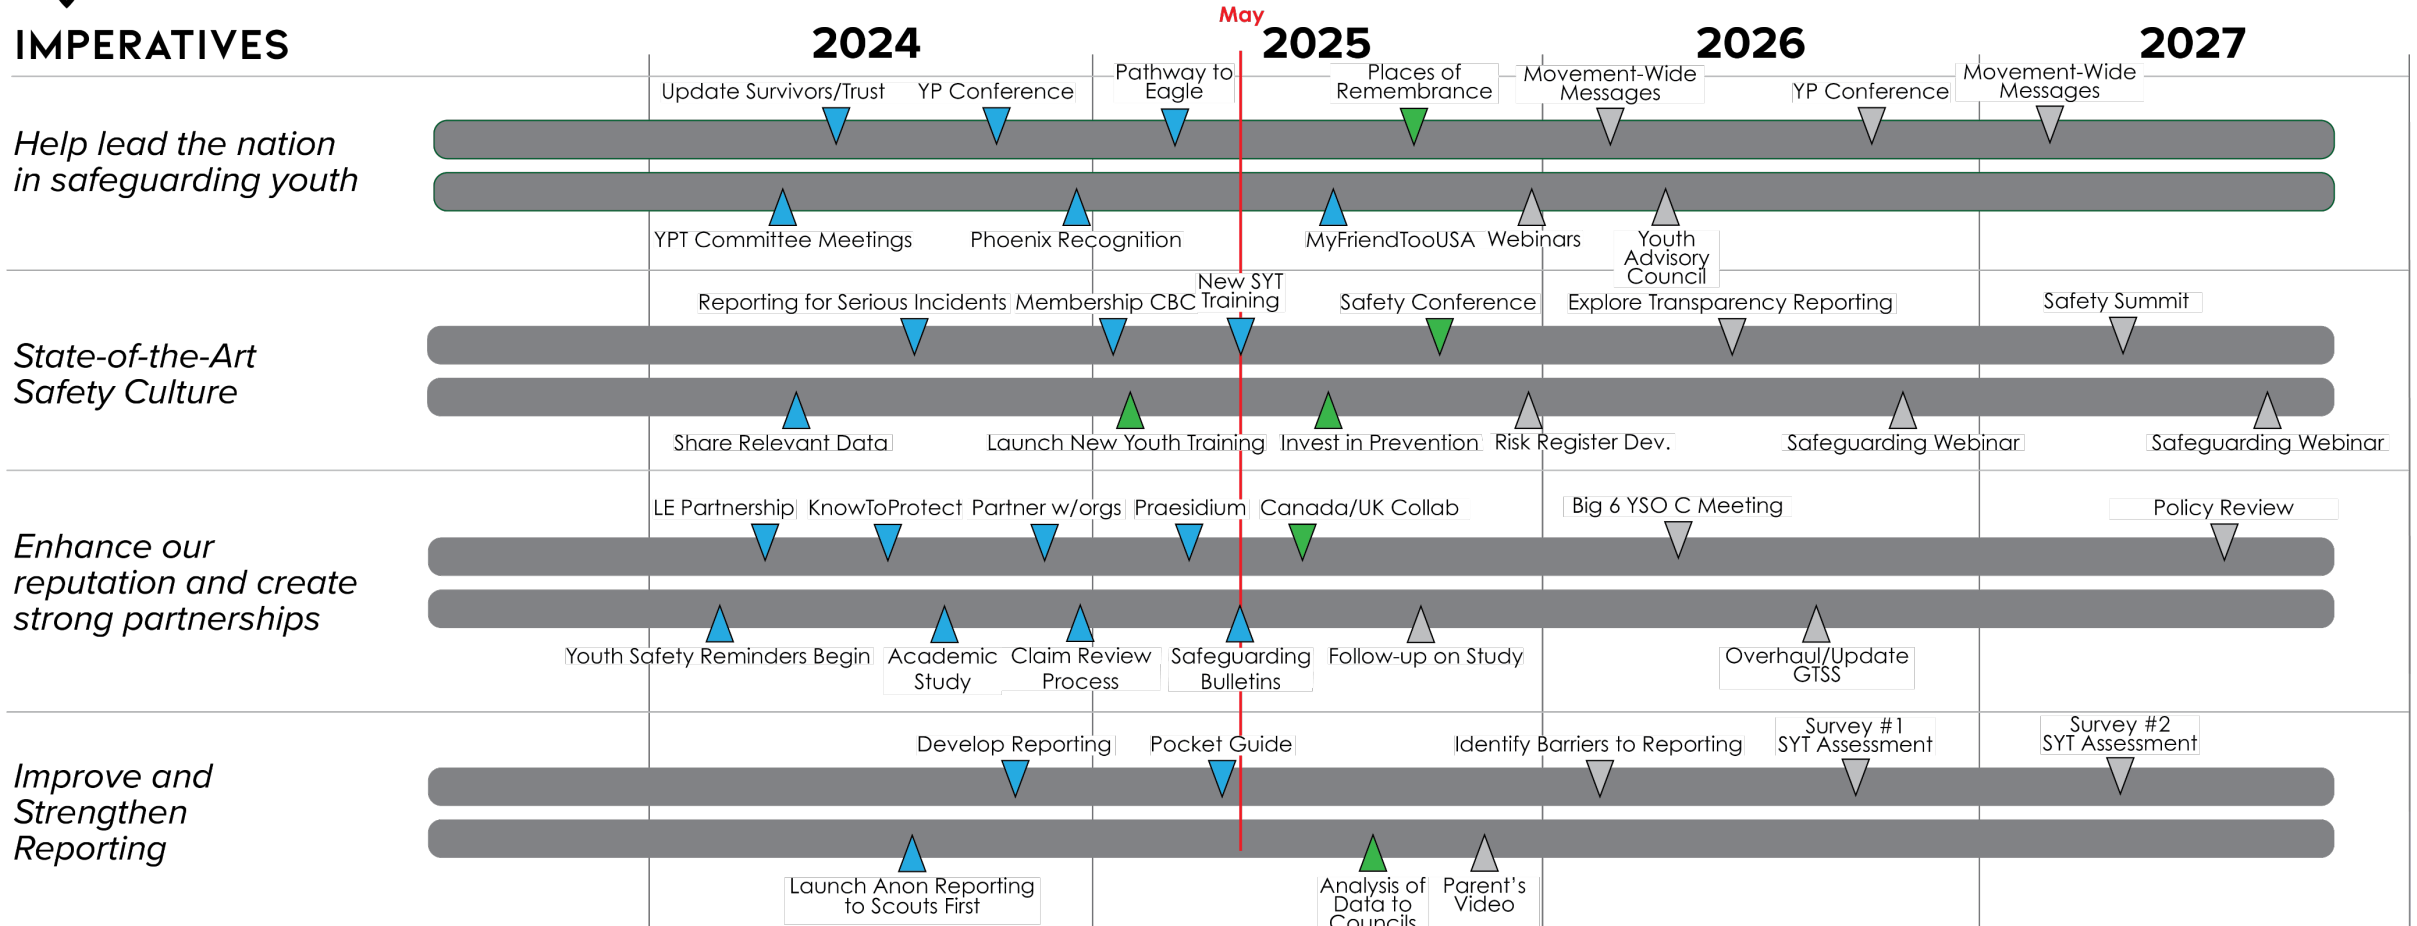 May
IMPERATIVES
2024
2025
2026
2027
Update Survivors/Trust
YP Conference
Pathway to
Eagle
Places of
Remembrance
Movement-Wide
Messages
YP Conference
Movement-Wide
Messages
Help lead the nation
in safeguarding youth
YPT Committee Meetings
Phoenix Recognition
MyFriendTooUSA
Webinars
Youth
Advisory
Council
Reporting for Serious Incidents
Membership CBC
New SYT
Training
Safety Conference
Explore Transparency Reporting
Safety Summit
State-of-the-Art
Safety Culture
Share Relevant Data
Launch New Youth Training
Invest in Prevention
Risk Register Dev.
Safeguarding Webinar
Safeguarding Webinar
LE Partnership
KnowToProtect
Partner w/orgs
Praesidium
Canada/UK Collab
Big 6 YSO C Meeting
Policy Review
Enhance our
reputation and create
strong partnerships
Youth Safety Reminders Begin
Academic
Study
Claim Review
Process
Safeguarding
Bulletins
Follow-up on Study
Overhaul/Update
GTSS
Develop Reporting
Pocket Guide
Identify Barriers to Reporting
Survey #1
SYT Assessment
Survey #2
SYT Assessment
Improve and
Strengthen
Reporting
Launch Anon Reporting
to Scouts First
Analysis of
Data to
Councils
Parent's
Video